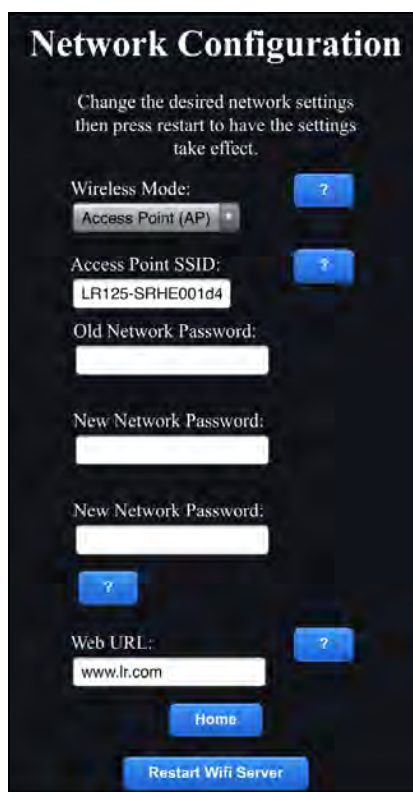 Network Configuration
Change the desired network settings
then press restart to have the settings
take effect.
Wireless Mode:
?
Access Point (AP)
Access Point SSID:
?
LR125-SRHE001d4
Old Network Password:
New Network Password:
New Network Password:
?
Web URL:
?
www.lr.com
Home
Restart Wifi Server